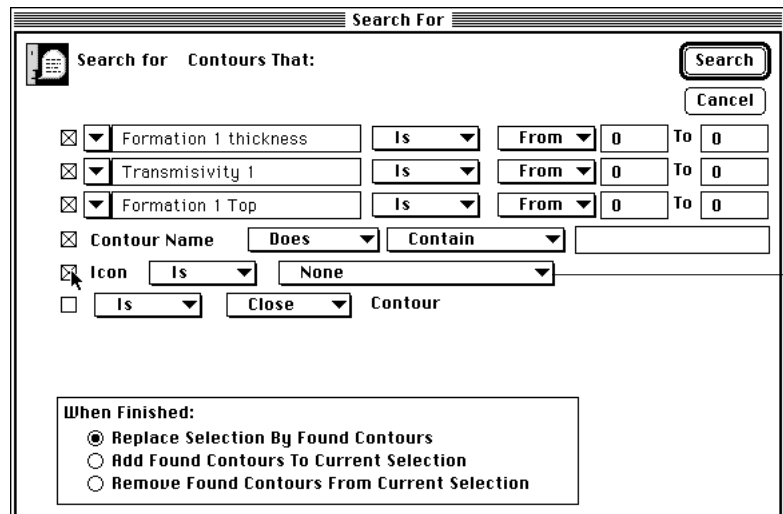 Search For
Search for Contours That:
Search
Cancel
Formation 1 thickness Is From 0 To 0
Transmisivity 1 Is From 0 To 0
Formation 1 Top Is From 0 To 0
Contour Name Does Contain
Icon Is None
Is Close Contour
When Finished:
Replace Selection By Found Contours
Add Found Contours To Current Selection
Remove Found Contours From Current Selection